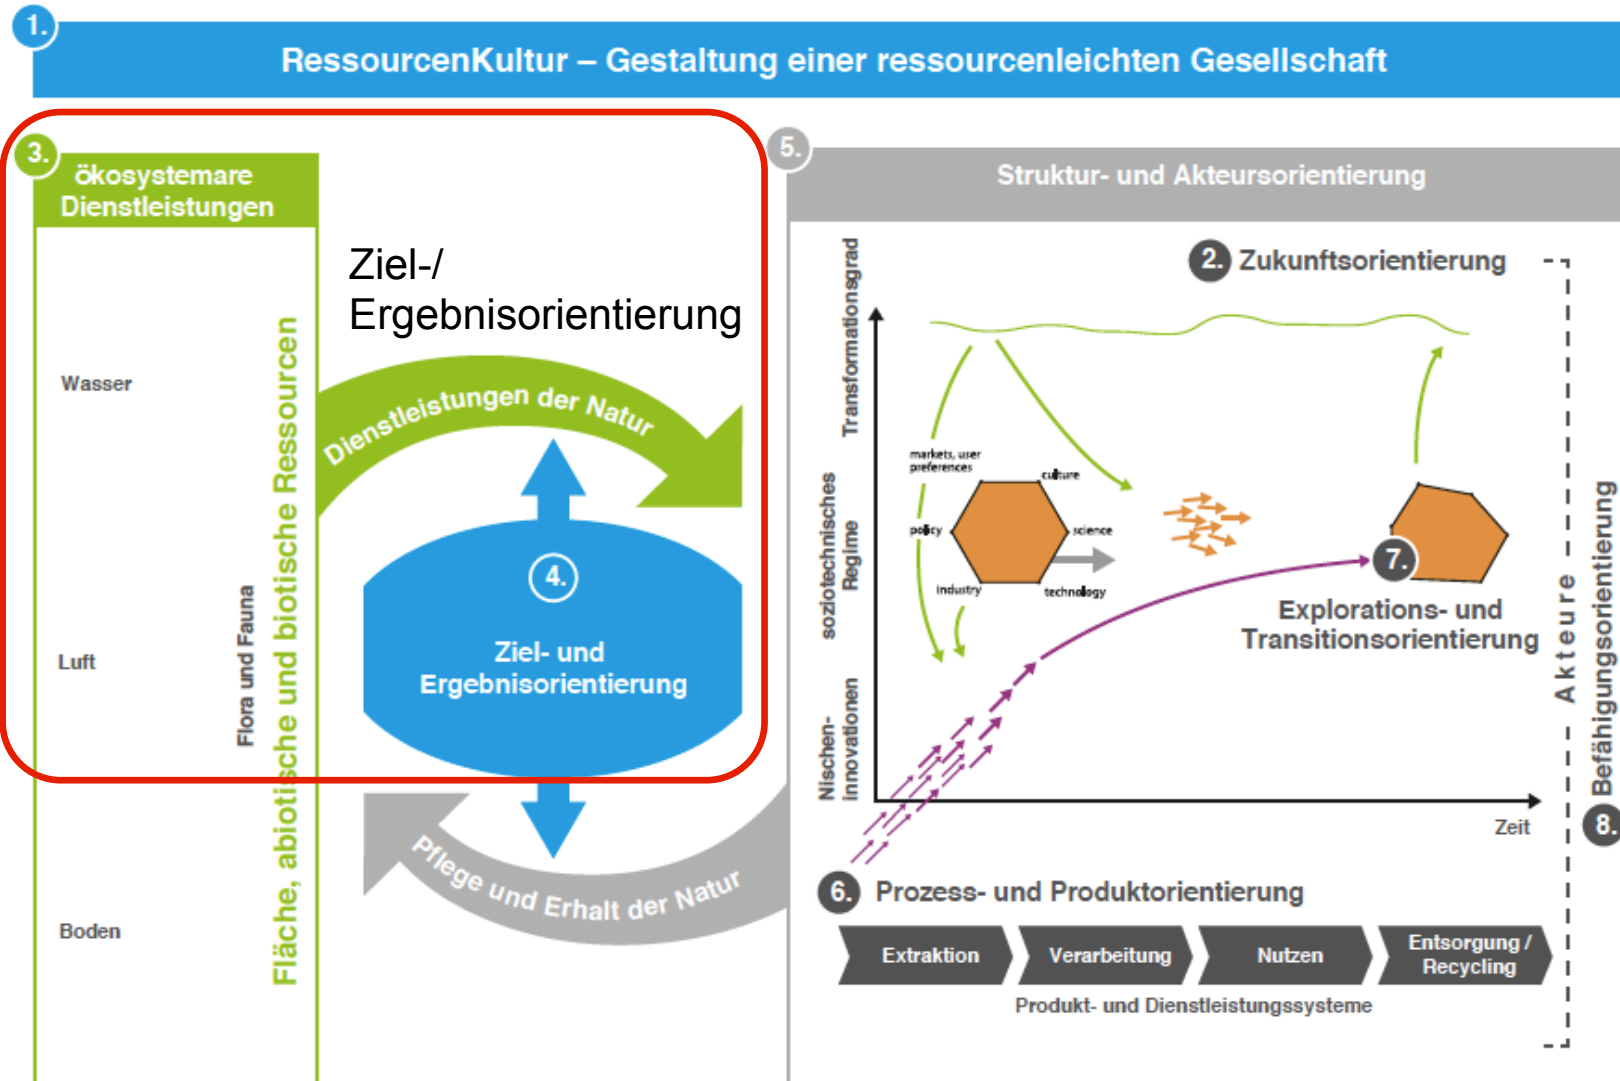 1.
RessourcenKultur – Gestaltung einer ressourcenleichten Gesellschaft
3.
ökosystemare
Dienstleistungen
Wasser
Luft
Boden
Flora und Fauna
Fläche, abiotische und biotische Ressourcen
Ziel-/
Ergebnisorientierung
Dienstleistungen der Natur
4.
Ziel- und
Ergebnisorientierung
Pflege und Erhalt der Natur
5.
Struktur- und Akteursorientierung
2. Zukunftsorientierung
Transformationsgrad
soziotechnisches
Regime
Nischen-
innovationen
markets, user
preferences
culture
policy
science
industry
technology
7.
Explorations- und
Transitionsorientierung
Zeit
Akteure
8. Befähigungsorientierung
6. Prozess- und Produktorientierung
Extraktion
Verarbeitung
Nutzen
Entsorgung /
Recycling
Produkt- und Dienstleistungssysteme